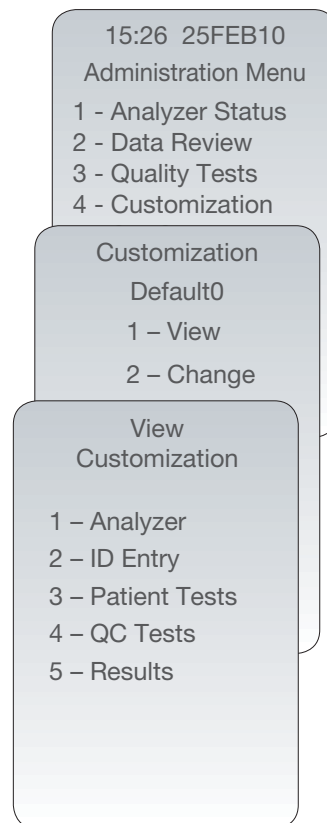 15:26 25FEB10
Administration Menu
1 - Analyzer Status
2 - Data Review
3 - Quality Tests
4 - Customization
Customization
Default0
1 – View
2 – Change
View
Customization
1 – Analyzer
2 – ID Entry
3 – Patient Tests
4 – QC Tests
5 – Results